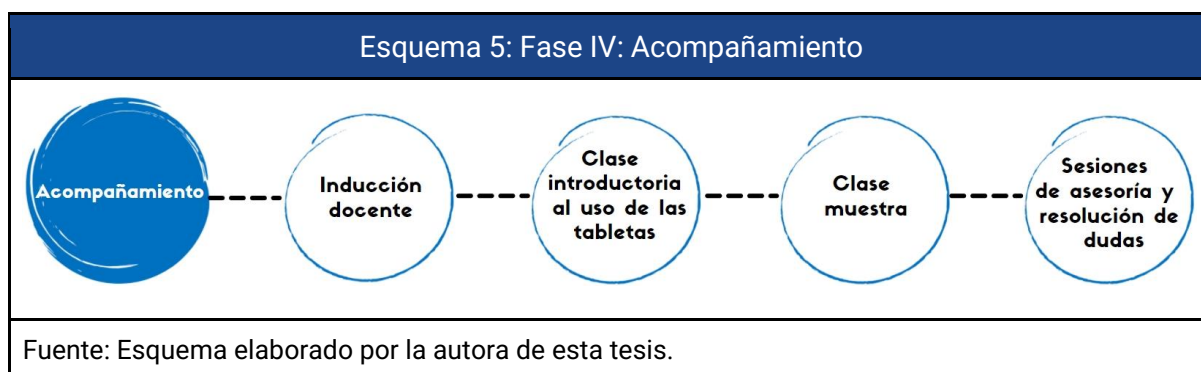 Esquema 5: Fase IV: Acompañamiento
Acompañamiento
Inducción
docente
Clase
introductoria
al uso de las
tabletas
Clase
muestra
Sesiones
de asesoría y
resolución de
dudas
Fuente: Esquema elaborado por la autora de esta tesis.